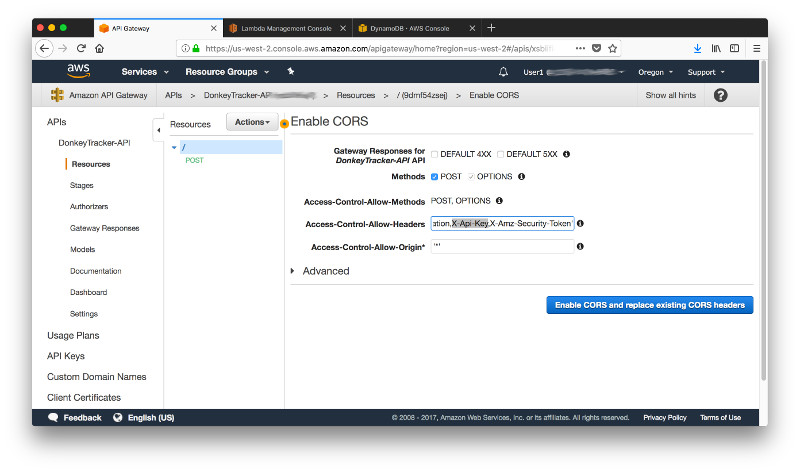 API Gateway
Lambda Management Console
DynamoDB · AWS Console
https://us-west-2.console.aws.amazon.com/apigateway/home?region=us-west-2#/apis/xsbl
aws Services Resource Groups User1 Oregon Support
Amazon API Gateway APIs > DonkeyTracker-AP > Resources > / (9dmf54zsej) > Enable CORS Show all hints
APIs
DonkeyTracker-API
Resources
Stages
Authorizers
Gateway Responses
Models
Documentation
Dashboard
Settings
Usage Plans
API Keys
Custom Domain Names
Client Certificates
Resources Actions
/
POST
Enable CORS
Gateway Responses for
DonkeyTracker-API API DEFAULT 4XX DEFAULT 5XX
Methods POST OPTIONS
Access-Control-Allow-Methods POST, OPTIONS
Access-Control-Allow-Headers ation,X-Api-Key,X-Amz-Security-Token'
Access-Control-Allow-Origin* '*'
Advanced
Enable CORS and replace existing CORS headers
Feedback English (US) © 2008 - 2017, Amazon Web Services, Inc. or its affiliates. All rights reserved. Privacy Policy Terms of Use